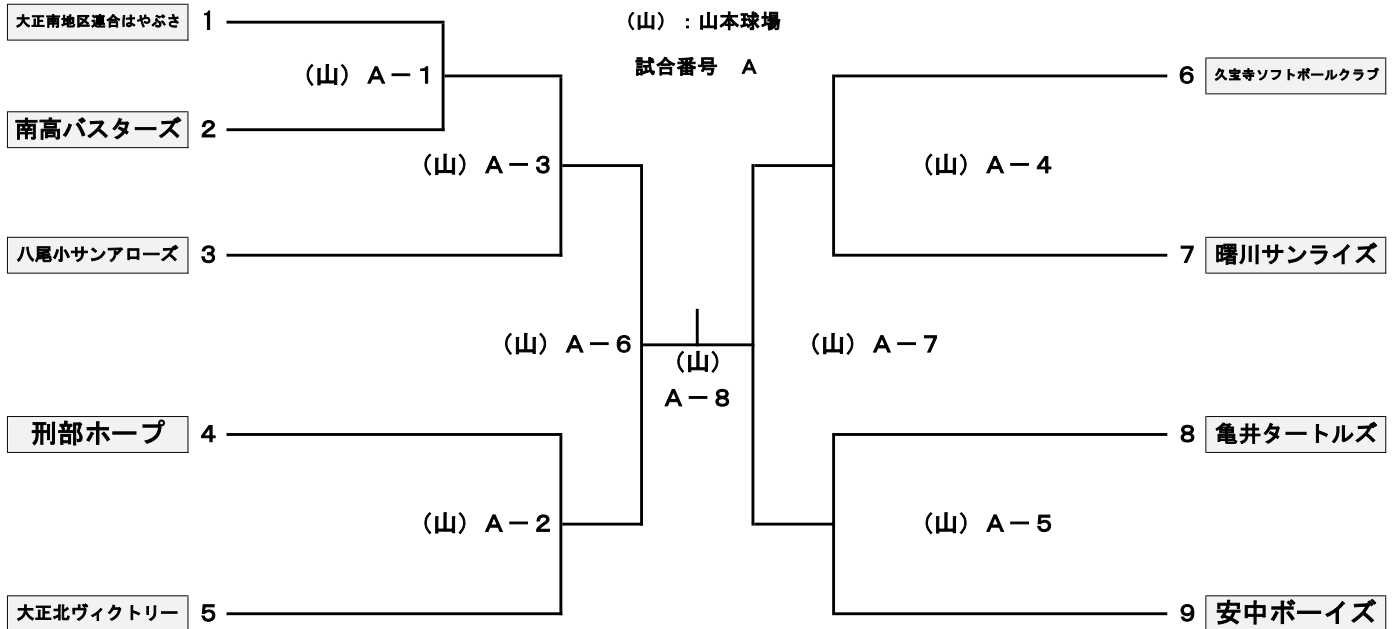 (山) : 山本球場
試合番号 A
大正南地区連合はやぶさ 1
(山) A-1
南高バスターズ 2
(山) A-3
八尾小サンアローズ 3
(山) A-6
刑部ホープ 4
(山) A-2
大正北ヴィクトリー 5
(山)
A-8
6 久宝寺ソフトボールクラブ
(山) A-4
7 曙川サンライズ
(山) A-7
8 亀井タートルズ
(山) A-5
9 安中ボーイズ